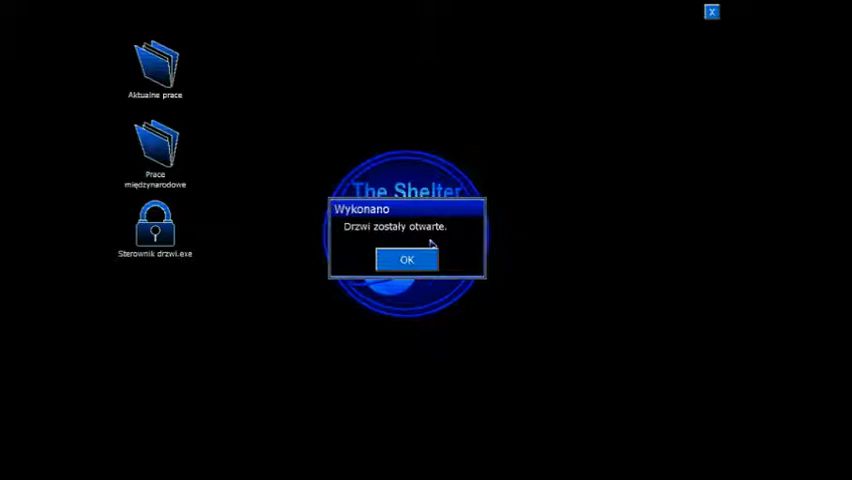 X
Aktualne prace
Prace
międzynarodowe
Sterownik drzwi.exe
The Shelter
Wykonano
Drzwi zostały otwarte.
OK